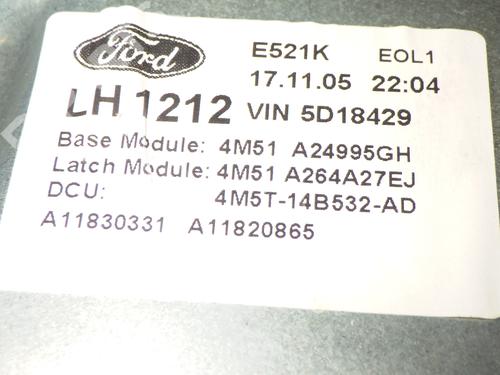 Ford E521K EOL1
17.11.05 22:04
LH 1212 VIN 5D18429
Base Module: 4M51 A24995GH
Latch Module: 4M51 A264A27EJ
DCU: 4M5T-14B532-AD
A11830331 A11820865